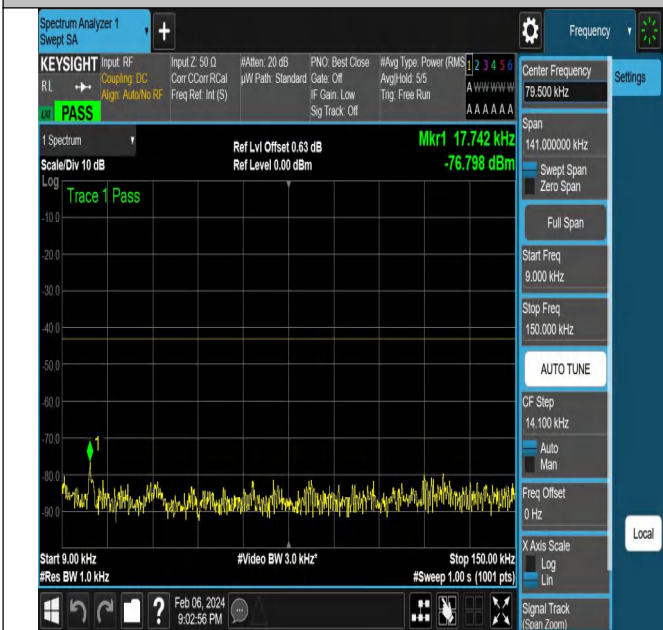 Spectrum Analyzer 1
Swept SA
+
Frequency
KEYSIGHT
Input: RF
Coupling: DC
Align: Auto/No RF
Input Z: 50 Ω
Corr CCorr RCal
Freq Ref: Int (S)
#Atten: 20 dB
µW Path: Standard
PNO: Best Close
Gate: Off
IF Gain: Low
Sig Track: Off
#Avg Type: Power (RMS
Avg|Hold: 5/5
Trig: Free Run
1 2 3 4 5 6
A WW WW W
A A A A A A
R L
LXI
PASS
1 Spectrum
Scale/Div 10 dB
Ref Lvl Offset 0.63 dB
Ref Level 0.00 dBm
Mkr1 17.742 kHz
-76.798 dBm
Log
Trace 1 Pass
-10.0
-20.0
-30.0
-40.0
-50.0
-70.0
-80.0
-90.0
1
Start 9.00 kHz
#Res BW 1.0 kHz
#Video BW 3.0 kHz*
Stop 150.00 kHz
#Sweep 1.00 s (1001 pts)
Feb 06, 2024
9:02:56 PM
?
Center Frequency
79.500 kHz
Settings
Span
141.000000 kHz
Swept Span
Zero Span
Full Span
Start Freq
9.000 kHz
Stop Freq
150.000 kHz
AUTO TUNE
CF Step
14.100 kHz
Auto
Man
Freq Offset
0 Hz
X Axis Scale
Log
Lin
Local
Signal Track
(Span Zoom)